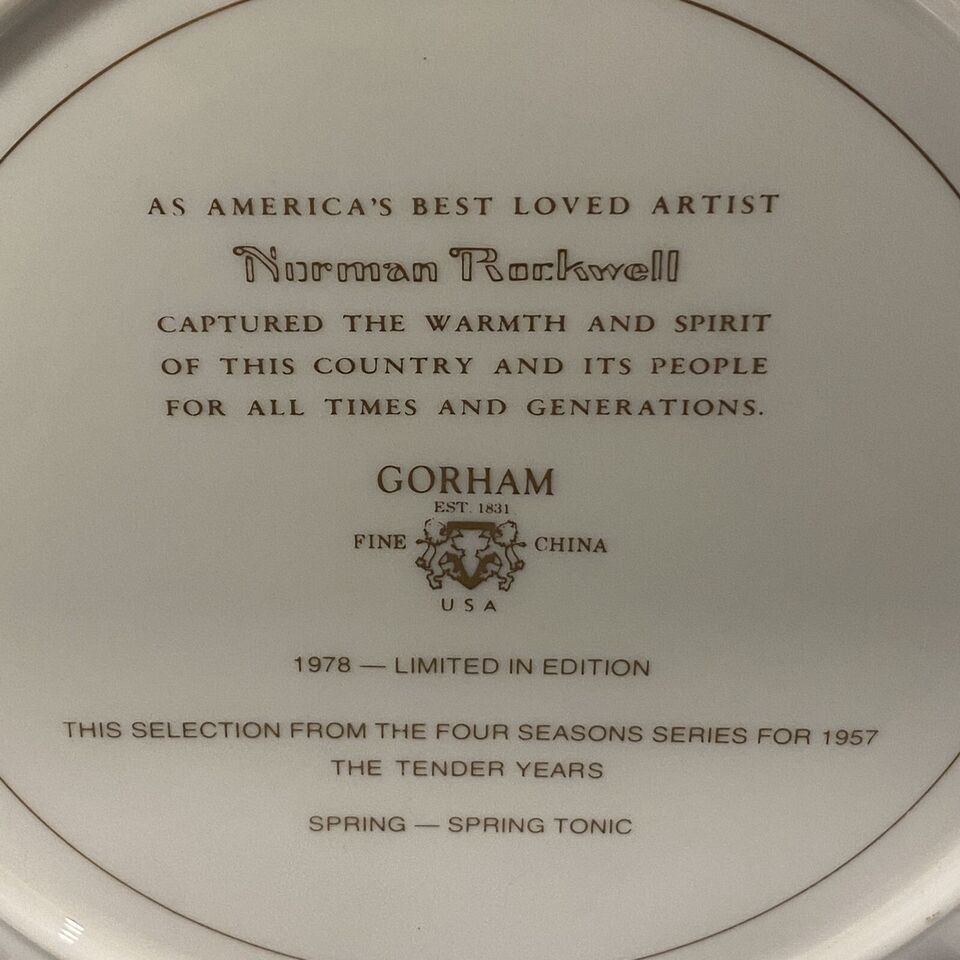 AS AMERICA'S BEST LOVED ARTIST
Norman Rockwell
CAPTURED THE WARMTH AND SPIRIT
OF THIS COUNTRY AND ITS PEOPLE
FOR ALL TIMES AND GENERATIONS.
GORHAM
EST. 1831
FINE CHINA
USA
1978 — LIMITED IN EDITION
THIS SELECTION FROM THE FOUR SEASONS SERIES FOR 1957
THE TENDER YEARS
SPRING — SPRING TONIC